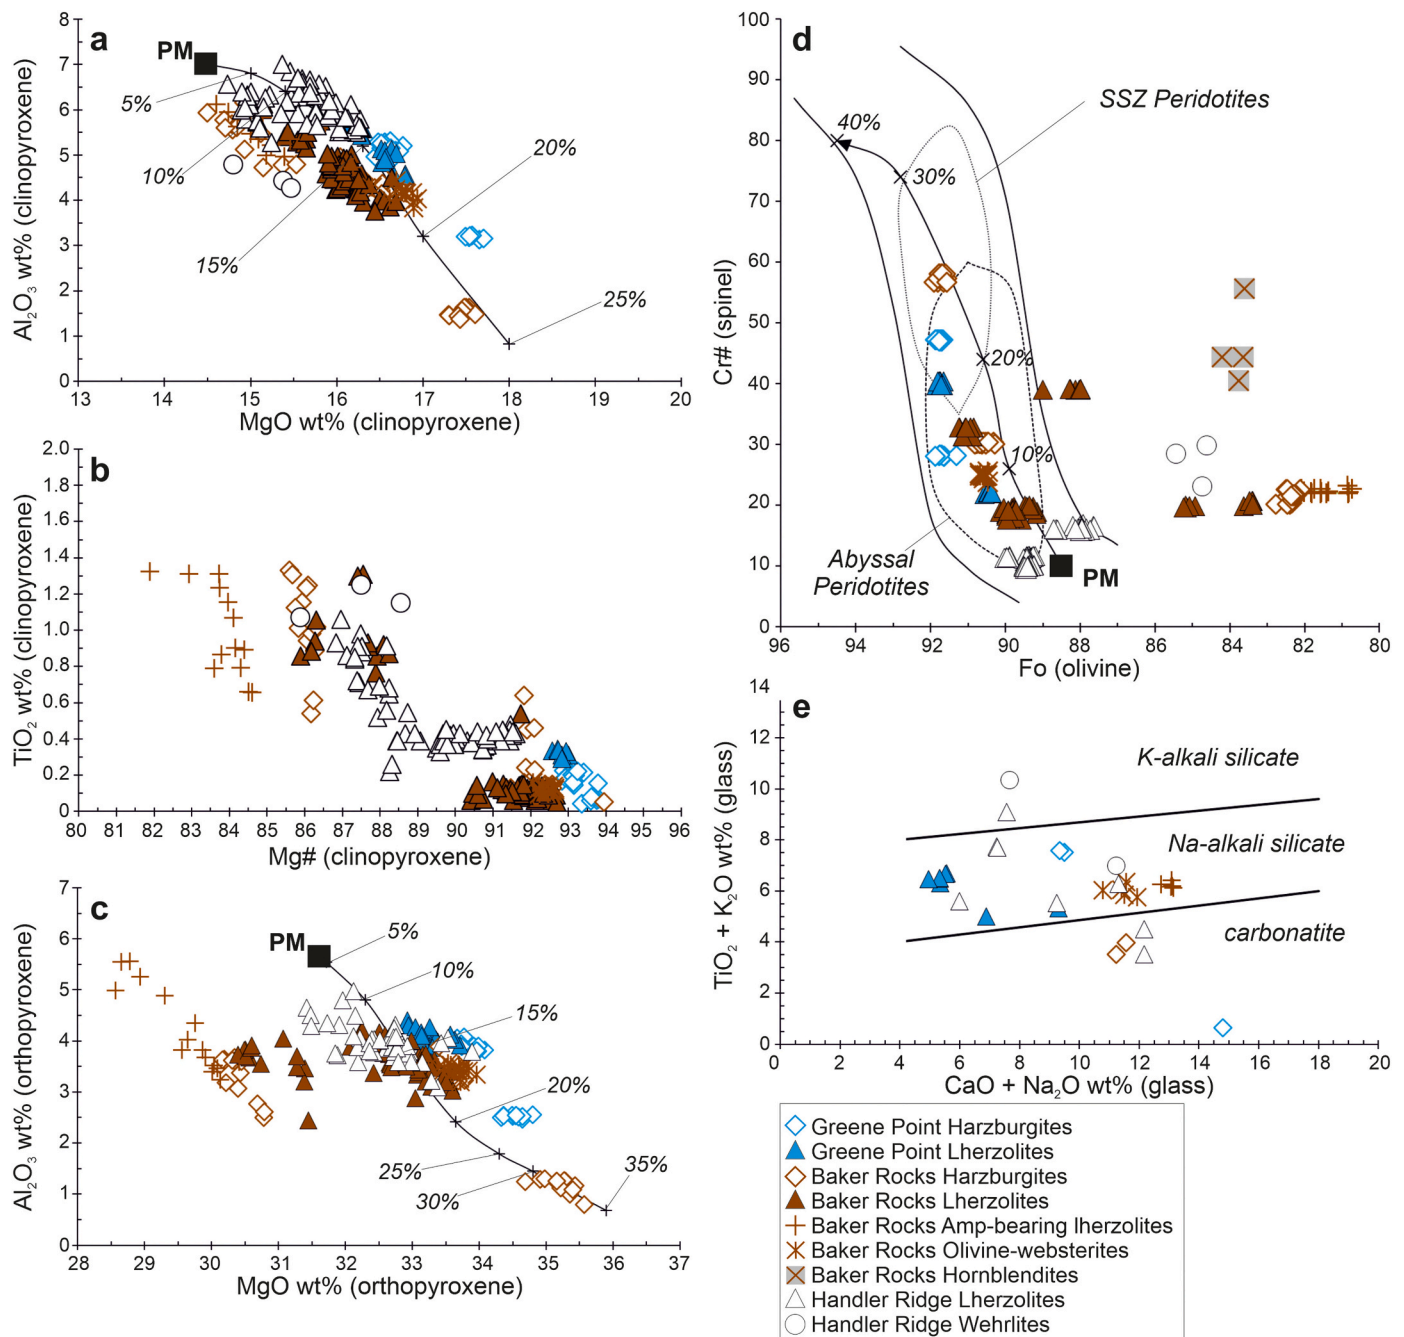 a
PM
5%
10%
15%
20%
25%
Al₂O₃ wt% (clinopyroxene)
8
7
6
5
4
3
2
1
0
13 14 15 16 17 18 19 20
MgO wt% (clinopyroxene)
b
TiO₂ wt% (clinopyroxene)
2.0
1.8
1.6
1.4
1.2
1.0
0.8
0.6
0.4
0.2
0
80 81 82 83 84 85 86 87 88 89 90 91 92 93 94 95 96
Mg# (clinopyroxene)
c
PM
5%
10%
15%
20%
25%
30%
35%
Al₂O₃ wt% (orthopyroxene)
7
6
5
4
3
2
1
0
28 29 30 31 32 33 34 35 36 37
MgO wt% (orthopyroxene)
d
SSZ Peridotites
40%
30%
20%
10%
Abyssal
Peridotites
PM
Cr# (spinel)
100
90
80
70
60
50
40
30
20
10
0
96 94 92 90 88 86 84 82 80
Fo (olivine)
e
K-alkali silicate
Na-alkali silicate
carbonatite
TiO₂ + K₂O wt% (glass)
14
12
10
8
6
4
2
0
0 2 4 6 8 10 12 14 16 18 20
CaO + Na₂O wt% (glass)
Greene Point Harzburgites
Greene Point Lherzolites
Baker Rocks Harzburgites
Baker Rocks Lherzolites
Baker Rocks Amp-bearing lherzolites
Baker Rocks Olivine-websterites
Baker Rocks Hornblendites
Handler Ridge Lherzolites
Handler Ridge Wehrlites